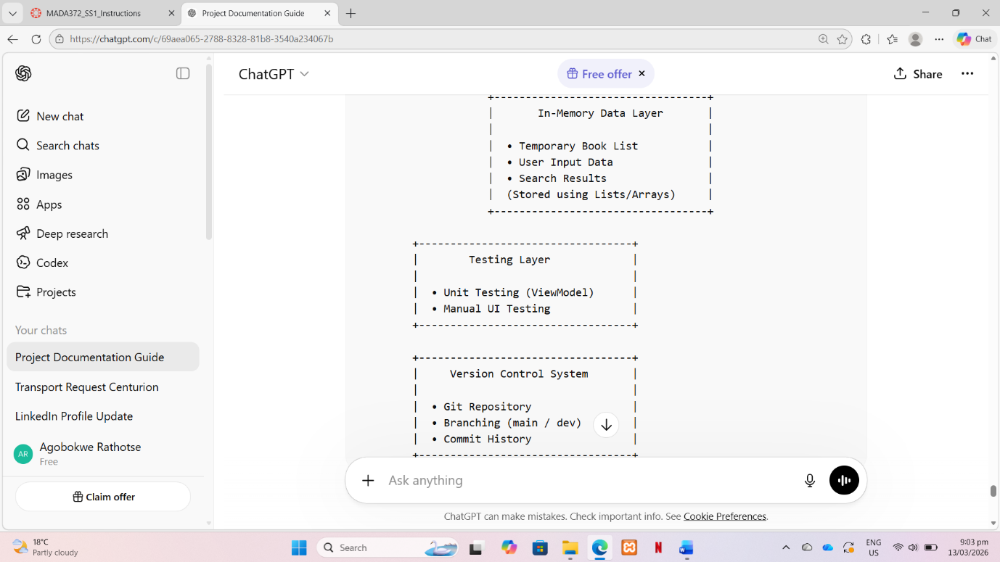 MADA372_SS1_Instructions
Project Documentation Guide
https://chatgpt.com/c/69aea065-2788-8328-81b8-3540a234067b
Chat
ChatGPT
Free offer
Share
New chat
Search chats
Images
Apps
Deep research
Codex
Projects
Your chats
Project Documentation Guide
Transport Request Centurion
LinkedIn Profile Update
AR
Agobokwe Rathotse
Free
Claim offer
+----------------------------------+
| In-Memory Data Layer |
| |
| • Temporary Book List |
| • User Input Data |
| • Search Results |
| (Stored using Lists/Arrays) |
+----------------------------------+
+----------------------------------+
| Testing Layer |
| |
| • Unit Testing (ViewModel) |
| • Manual UI Testing |
+----------------------------------+
+----------------------------------+
| Version Control System |
| |
| • Git Repository |
| • Branching (main / dev) |
| • Commit History |
+----------------------------------+
Ask anything
ChatGPT can make mistakes. Check important info. See Cookie Preferences.
18°C
Partly cloudy
Search
N
W
ENG
US
9:03 pm
13/03/2026